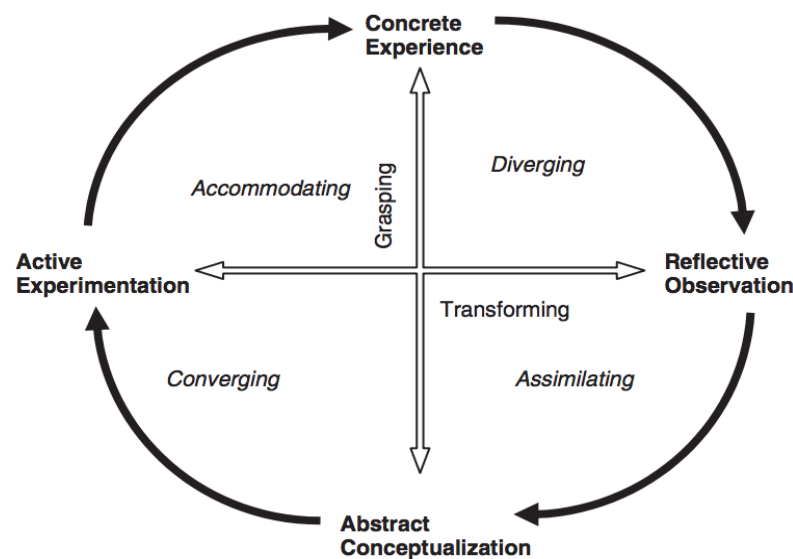 Concrete
Experience
Grasping
Accommodating
Diverging
Active
Experimentation
Reflective
Observation
Transforming
Converging
Assimilating
Abstract
Conceptualization